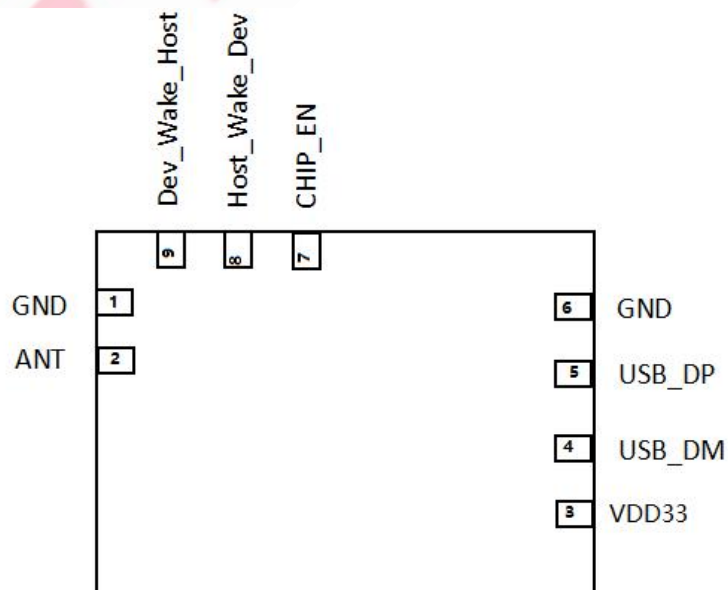 Dev_Wake_Host
Host_Wake_Dev
CHIP_EN
9
8
7
GND 1
6 GND
ANT 2
5 USB_DP
4 USB_DM
3 VDD33